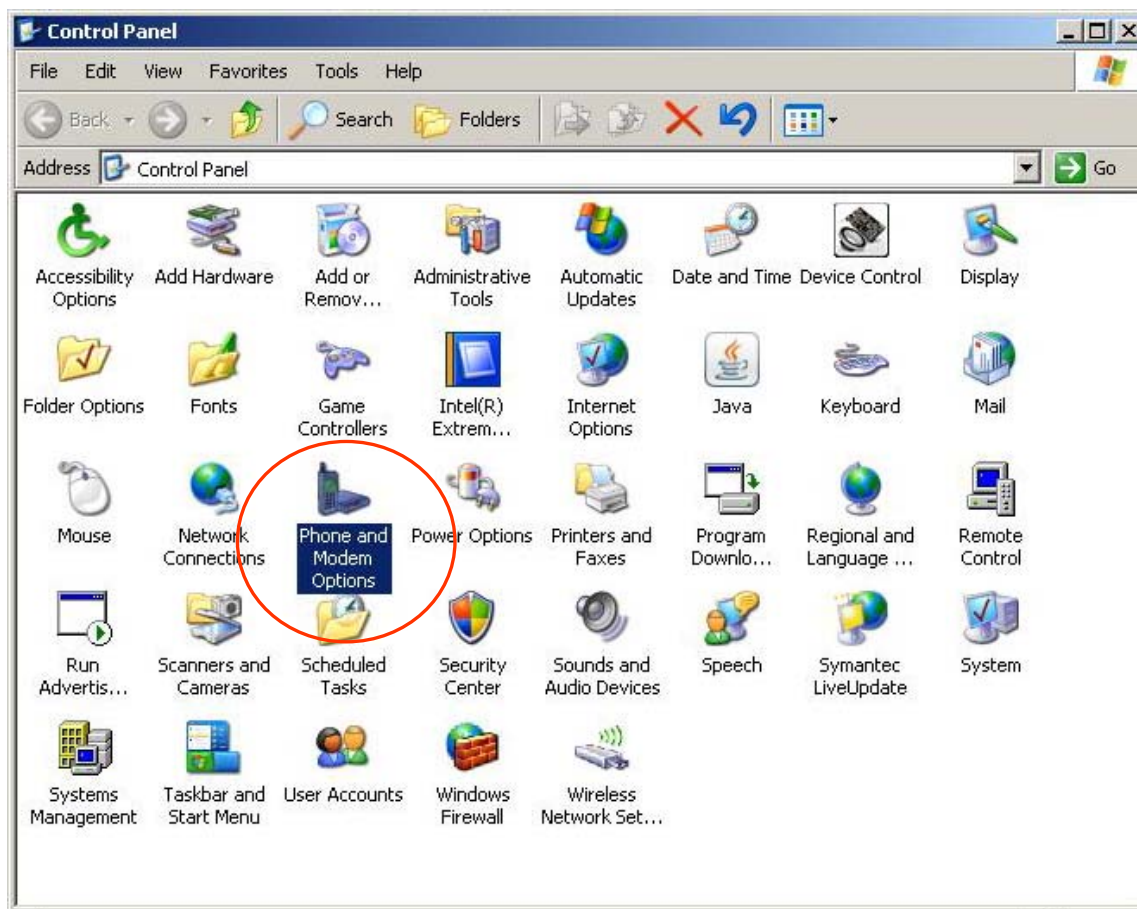 Control Panel
File Edit View Favorites Tools Help
Back Search Folders
Address Control Panel Go
Accessibility Options
Add Hardware
Add or Remov...
Administrative Tools
Automatic Updates
Date and Time
Device Control
Display
Folder Options
Fonts
Game Controllers
Intel(R) Extrem...
Internet Options
Java
Keyboard
Mail
Mouse
Network Connections
Phone and Modem Options
Power Options
Printers and Faxes
Program Downlo...
Regional and Language ...
Remote Control
Run Advertis...
Scanners and Cameras
Scheduled Tasks
Security Center
Sounds and Audio Devices
Speech
Symantec LiveUpdate
System
Systems Management
Taskbar and Start Menu
User Accounts
Windows Firewall
Wireless Network Set...